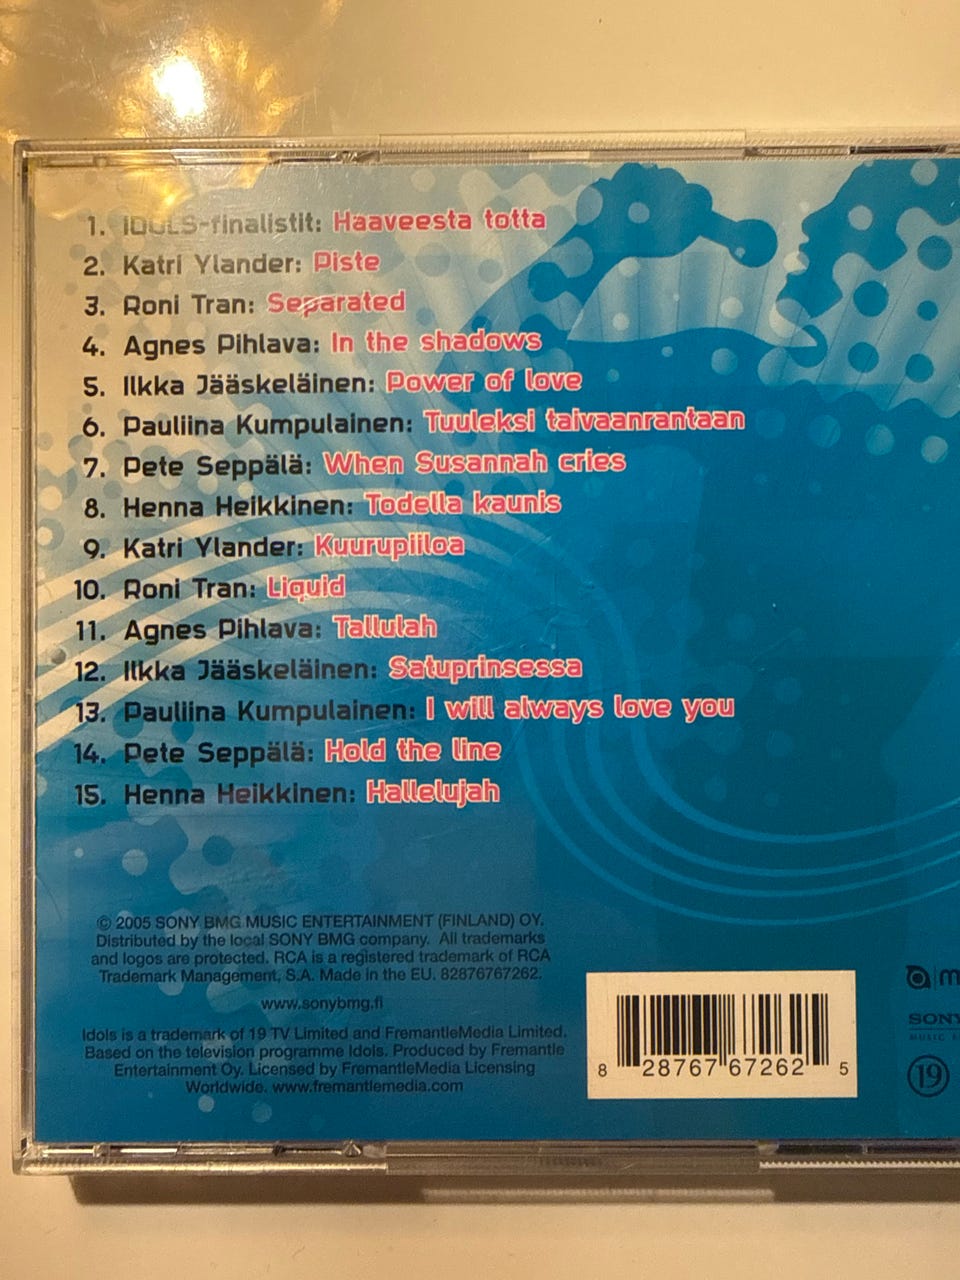 1. IDOLS-finalistit: Haaveesta totta
2. Katri Ylander: Piste
3. Roni Tran: Separated
4. Agnes Pihlava: In the shadows
5. Ilkka Jääskeläinen: Power of love
6. Pauliina Kumpulainen: Tuuleksi taivaanrantaan
7. Pete Seppälä: When Susannah cries
8. Henna Heikkinen: Todella kaunis
9. Katri Ylander: Kuurupiiloa
10. Roni Tran: Liquid
11. Agnes Pihlava: Tallulah
12. Ilkka Jääskeläinen: Satuprinsessa
13. Pauliina Kumpulainen: I will always love you
14. Pete Seppälä: Hold the line
15. Henna Heikkinen: Hallelujah
© 2005 SONY BMG MUSIC ENTERTAINMENT (FINLAND) OY.
Distributed by the local SONY BMG company. All trademarks
and logos are protected. RCA is a registered trademark of RCA
Trademark Management, S.A. Made in the EU. 82876767262.
www.sonybmg.fi
Idols is a trademark of 19 TV Limited and FremantleMedia Limited.
Based on the television programme Idols. Produced by Fremantle
Entertainment Oy. Licensed by FremantleMedia Licensing
Worldwide. www.fremantlemedia.com
8 28767 67262 5
SONY
MUSIC
19